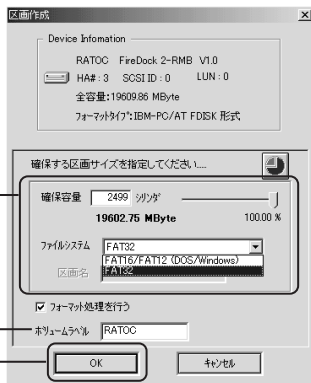 区画作成
Device Infomation
RATOC FireDock 2-RMB V1.0
HA#: 3 SCSI ID : 0 LUN : 0
全容量:19609.86 MByte
ﾌｫｰﾏｯﾄﾀｲﾌﾟ:IBM-PC/AT FDISK 形式
確保する区画サイズを指定してください....
確保容量 2499 ｼﾘﾝﾀﾞ
19602.75 MByte 100.00 %
ﾌｧｲﾙｼｽﾃﾑ FAT32
FAT16/FAT12 (DOS/Windows)
FAT32
区画名
ﾌｫｰﾏｯﾄ処理を行う
ﾎﾞﾘｭｰﾑﾗﾍﾞﾙ RATOC
OK ｷｬﾝｾﾙ